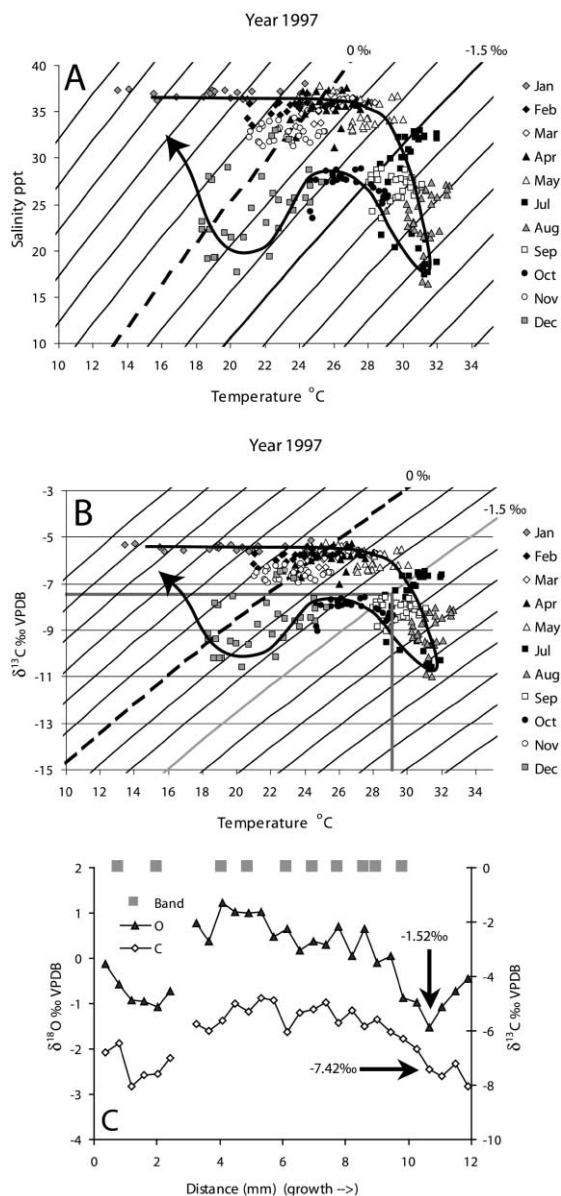 Year 1997
0 ‰
-1.5 ‰
A
40
35
30
25
20
15
10
Salinity ppt
10 12 14 16 18 20 22 24 26 28 30 32 34
Temperature °C
Jan
Feb
Mar
Apr
May
Jul
Aug
Sep
Oct
Nov
Dec
Year 1997
0 ‰
-1.5 ‰
B
-3
-5
-7
-9
-11
-13
-15
δ13C ‰ VPDB
10 12 14 16 18 20 22 24 26 28 30 32 34
Temperature °C
Jan
Feb
Mar
Apr
May
Jul
Aug
Sep
Oct
Nov
Dec
2
1
0
-1
-2
-3
-4
δ18O ‰ VPDB
Band
O
C
-1.52‰
-7.42‰
0
-2
-4
-6
-8
-10
δ13C ‰ VPDB
C
0 2 4 6 8 10 12
Distance (mm) (growth -->)